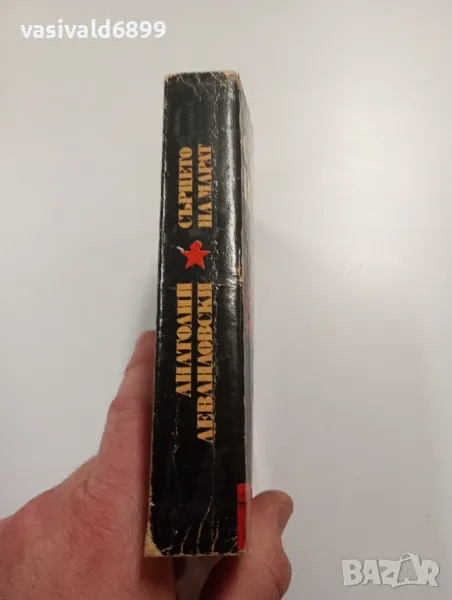 vasivald6899
АНАТОЛИЙ
ЛЕВАНДОВСКИ
СЪРЦЕТО
НА МАРАТ
BAZAR